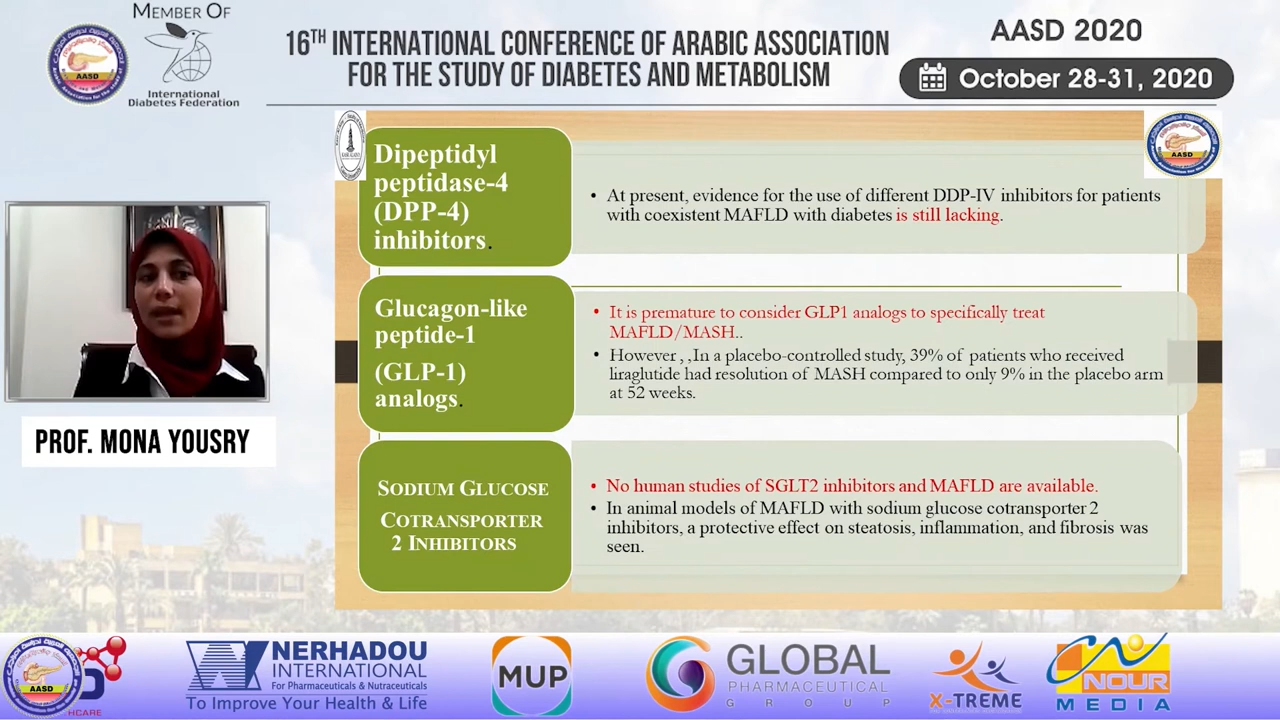 MEMBER OF
AASD
International
Diabetes Federation
16TH INTERNATIONAL CONFERENCE OF ARABIC ASSOCIATION
FOR THE STUDY OF DIABETES AND METABOLISM
AASD 2020
October 28-31, 2020
AASD
Dipeptidyl
peptidase-4
(DPP-4)
inhibitors.
• At present, evidence for the use of different DDP-IV inhibitors for patients
with coexistent MAFLD with diabetes is still lacking.
Glucagon-like
peptide-1
(GLP-1)
analogs.
• It is premature to consider GLP1 analogs to specifically treat
MAFLD/MASH..
• However , ,In a placebo-controlled study, 39% of patients who received
liraglutide had resolution of MASH compared to only 9% in the placebo arm
at 52 weeks.
SODIUM GLUCOSE
COTRANSPORTER
2 INHIBITORS
• No human studies of SGLT2 inhibitors and MAFLD are available.
• In animal models of MAFLD with sodium glucose cotransporter 2
inhibitors, a protective effect on steatosis, inflammation, and fibrosis was
seen.
PROF. MONA YOUSRY
AASD
HCARE
NERHADOU
INTERNATIONAL
For Pharmaceuticals & Nutraceuticals
To Improve Your Health & Life
MUP
GLOBAL
PHARMACEUTICAL
GROUP
X-TREME
NOUR
MEDIA